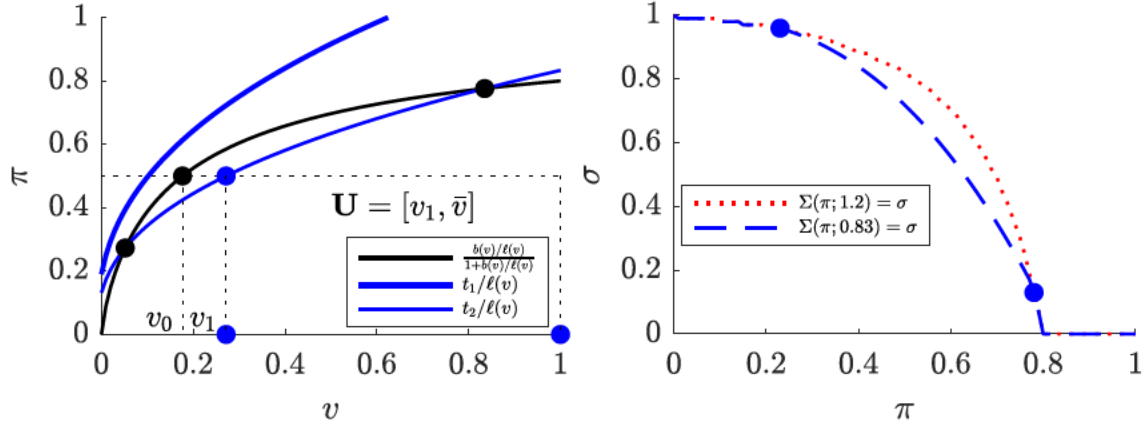 1
0.8
0.6
0.4
0.2
0
π
0 0.2 0.4 0.6 0.8 1
v
v₀ v₁
𝐔 = [v₁, v̄]
b(v)/ℓ(v)
1+b(v)/ℓ(v)
t₁/ℓ(v)
t₂/ℓ(v)
1
0.8
0.6
0.4
0.2
0
σ
0 0.2 0.4 0.6 0.8 1
π
Σ(π; 1.2) = σ
Σ(π; 0.83) = σ